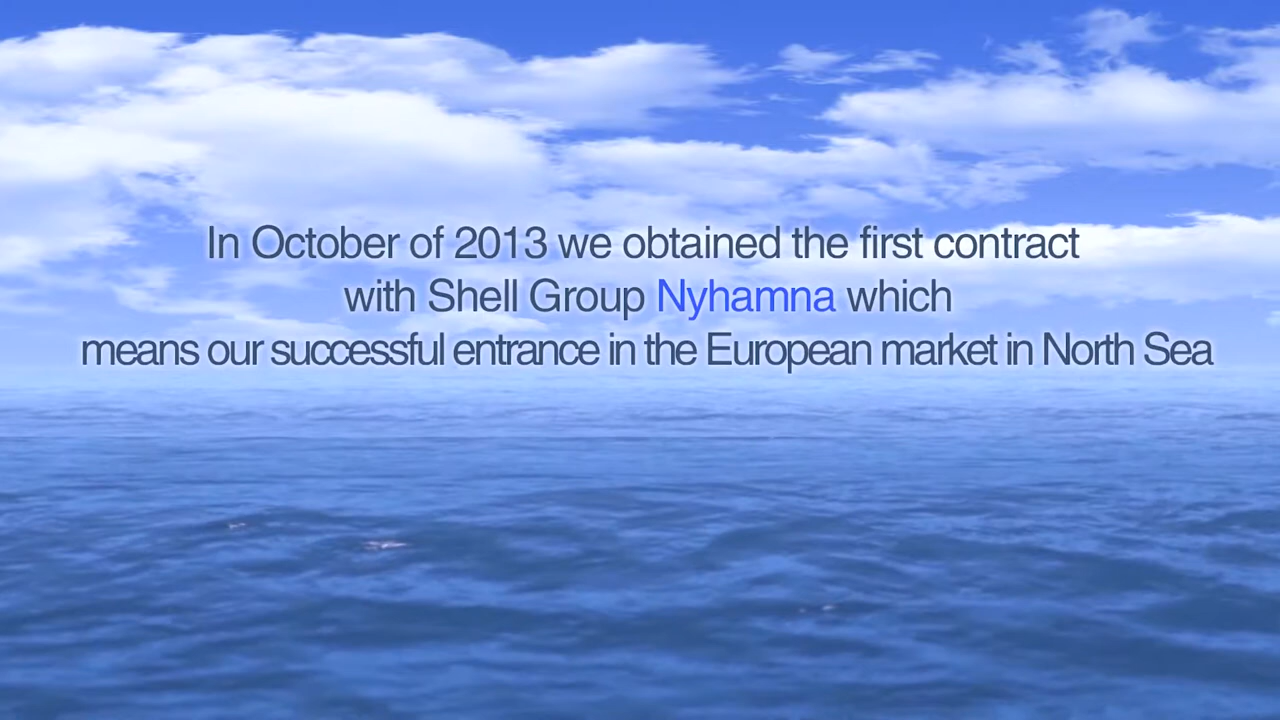 In October of 2013 we obtained the first contract
with Shell Group Nyhamna which
means our successful entrance in the European market in North Sea